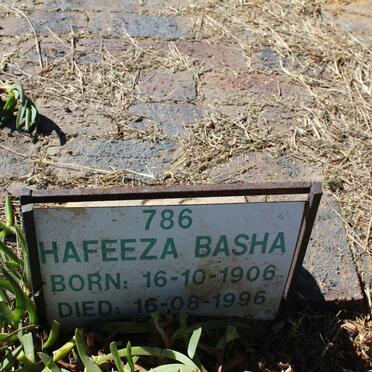 786
HAFEEZA BASHA
BORN: 16-10-1906
DIED: 16-08-1996